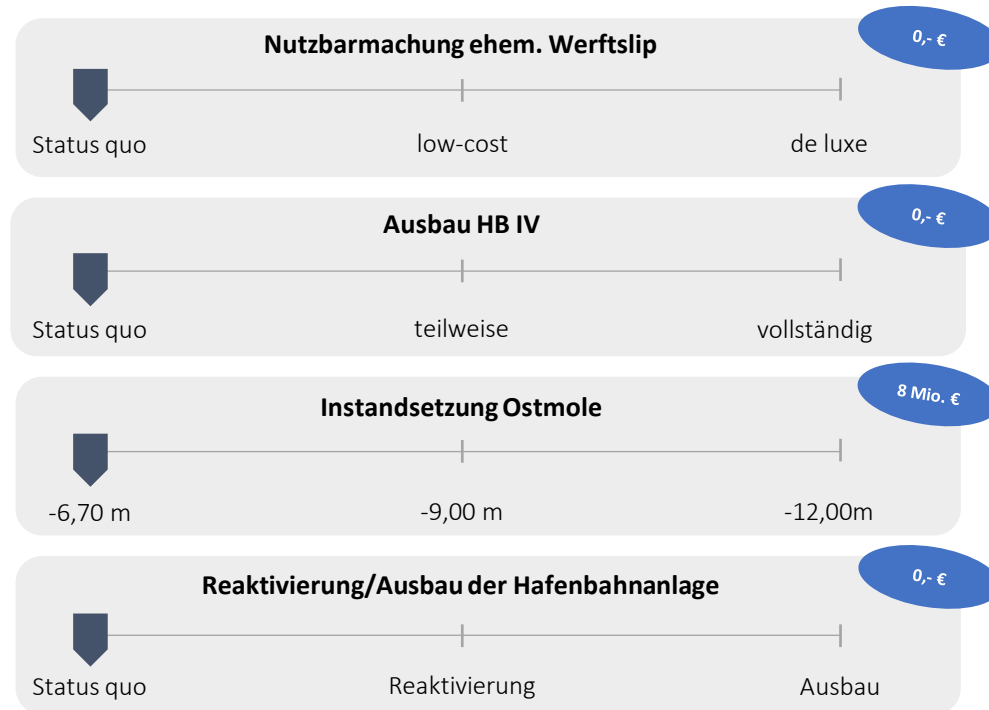 Nutzbarmachung ehem. Werftslip
0,- €
Status quo
low-cost
de luxe
Ausbau HB IV
0,- €
Status quo
teilweise
vollständig
Instandsetzung Ostmole
8 Mio. €
-6,70 m
-9,00 m
-12,00m
Reaktivierung/Ausbau der Hafenbahnanlage
0,- €
Status quo
Reaktivierung
Ausbau